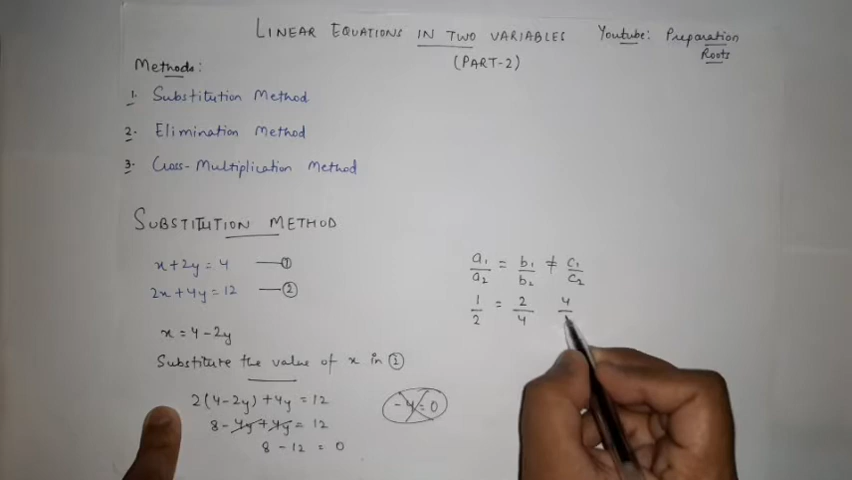 LINEAR EQUATIONS IN TWO VARIABLES Youtube: Preparation Roots
(PART-2)
Methods:
1. Substitution Method
2. Elimination Method
3. Cross-Multiplication Method
SUBSTITUTION METHOD
x+2y=4 —①
2x+4y=12 —②
x = 4-2y
Substitute the value of x in ①
2(4-2y)+4y=12
8-4y+4y=12
8-12=0
-4=0
a₁/a₂ = b₁/b₂ ≠ c₁/c₂
1/2 = 2/4 4/